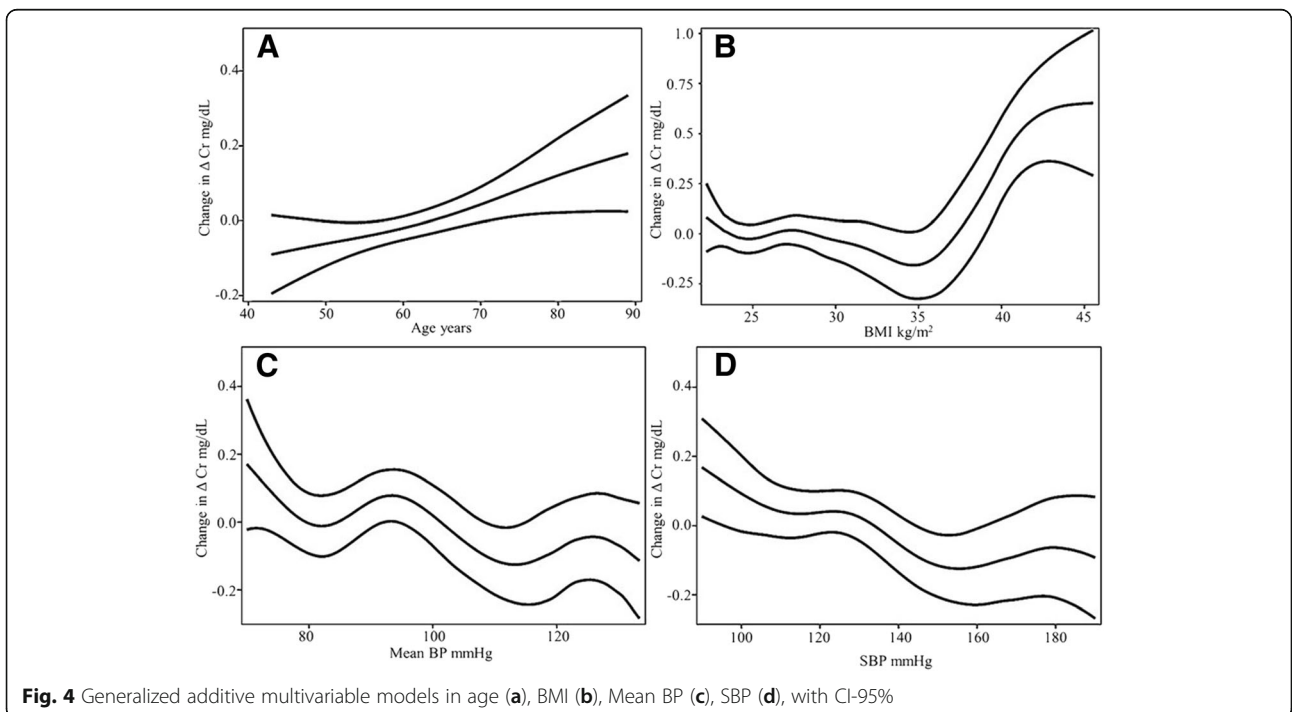 A
B
Change in Δ Cr mg/dL
0.4
0.2
0.0
-0.2
40 50 60 70 80 90
Age years
Change in Δ Cr mg/dL
1.0
0.75
0.5
0.25
0.0
-0.25
25 30 35 40 45
BMI kg/m²
C
D
Change in Δ Cr mg/dL
0.4
0.2
0.0
-0.2
80 100 120
Mean BP mmHg
Change in Δ Cr mg/dL
0.4
0.2
0.0
-0.2
100 120 140 160 180
SBP mmHg
Fig. 4 Generalized additive multivariable models in age (a), BMI (b), Mean BP (c), SBP (d), with CI-95%